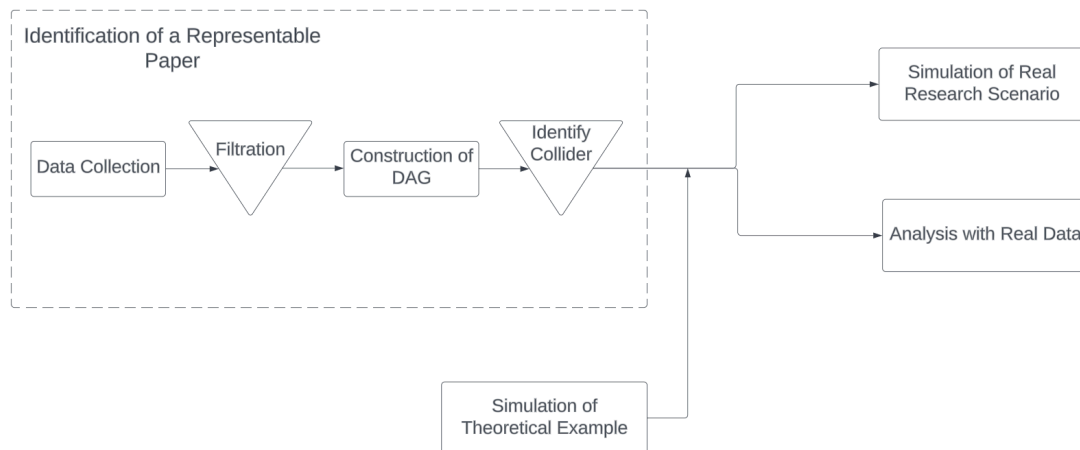 Identification of a Representable
Paper
Data Collection
Filtration
Construction of
DAG
Identify
Collider
Simulation of Real
Research Scenario
Analysis with Real Data
Simulation of
Theoretical Example